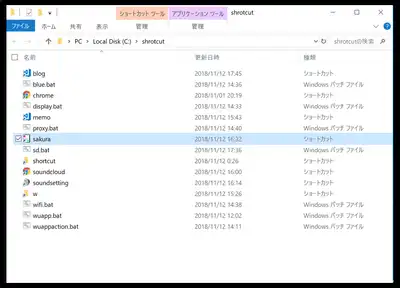 ショートカット ツール アプリケーション ツール shrotcut
ファイル ホーム 共有 表示 管理 管理
PC > Local Disk (C:) > shrotcut shrotcutの検索
名前 更新日時 種類
blog 2018/11/12 17:45 ショートカット
blue.bat 2018/11/12 14:35 Windows バッチ ファイル
chrome 2018/11/01 20:19 ショートカット
display.bat 2018/11/12 14:33 Windows バッチ ファイル
memo 2018/11/12 15:43 ショートカット
proxy.bat 2018/11/12 14:40 Windows バッチ ファイル
sakura 2018/11/12 16:32 ショートカット
sd.bat 2018/11/12 17:36 Windows バッチ ファイル
shortcut 2018/11/12 0:26 ショートカット
soundcloud 2018/11/12 16:00 ショートカット
soundsetting 2018/11/12 16:14 ショートカット
w 2018/11/12 15:26 ショートカット
wifi.bat 2018/11/12 14:38 Windows バッチ ファイル
wuapp.bat 2018/11/12 12:02 Windows バッチ ファイル
wuappaction.bat 2018/11/12 14:11 Windows バッチ ファイル